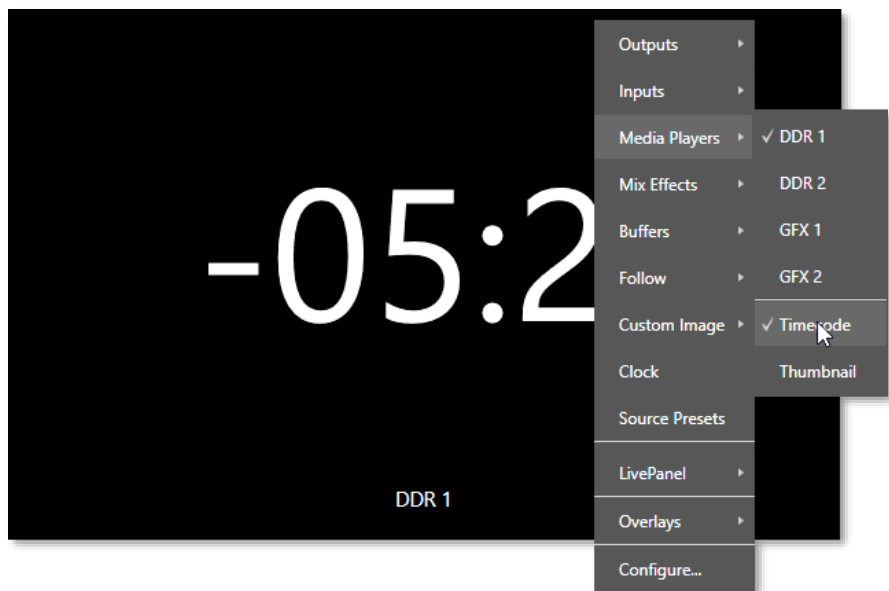 -05:2
DDR 1
Outputs
Inputs
Media Players
Mix Effects
Buffers
Follow
Custom Image
Clock
Source Presets
LivePanel
Overlays
Configure...
DDR 1
DDR 2
GFX 1
GFX 2
Timecode
Thumbnail